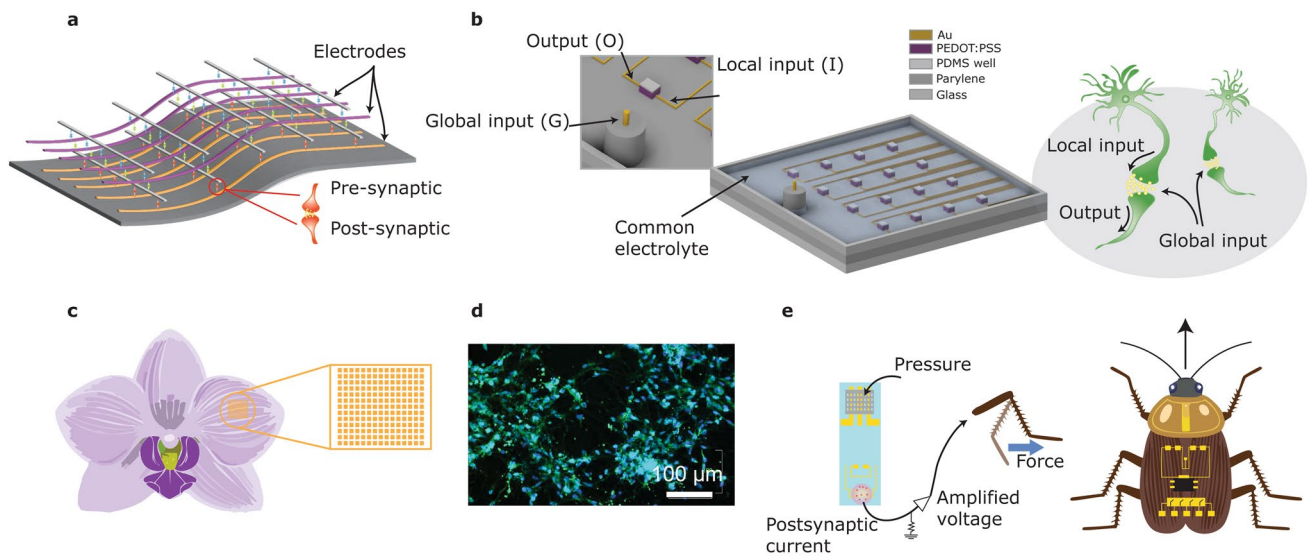 a
Electrodes
Pre-synaptic
Post-synaptic
b
Output (O)
Local input (I)
Global input (G)
Common
electrolyte
Au
PEDOT:PSS
PDMS well
Parylene
Glass
Local input
Output
Global input
c
d
100 µm
e
Pressure
Force
Amplified
voltage
Postsynaptic
current